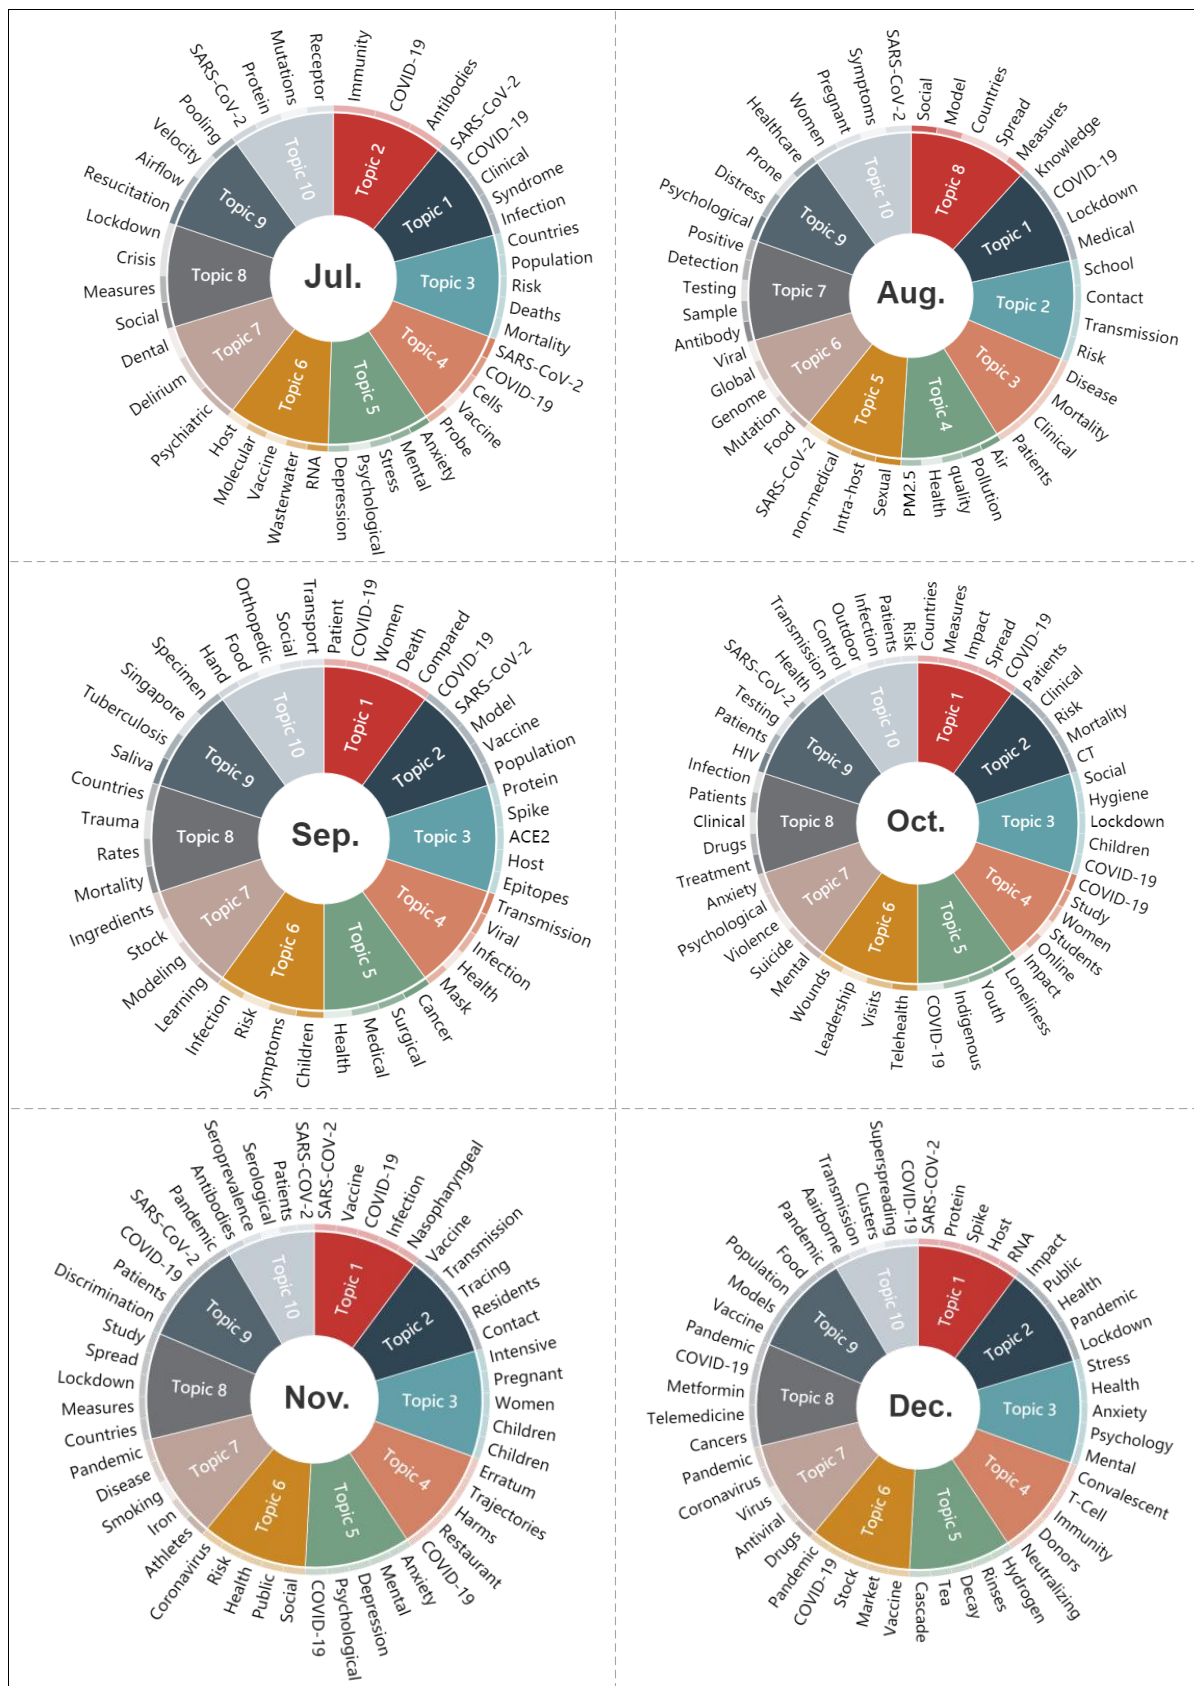 Jul.
Topic 2
Immunity
COVID-19
Antibodies
Topic 1
SARS-CoV-2
COVID-19
Clinical
Syndrome
Infection
Topic 3
Countries
Population
Risk
Deaths
Mortality
Topic 4
SARS-CoV-2
COVID-19
Cells
Vaccine
Probe
Topic 5
Anxiety
Mental
Stress
Psychological
Depression
Topic 6
RNA
Wasterwater
Vaccine
Molecular
Host
Topic 7
Psychiatric
Delirium
Dental
Topic 8
Social
Measures
Crisis
Lockdown
Topic 9
Resucitation
Airflow
Velocity
Pooling
Topic 10
SARS-CoV-2
Protein
Mutations
Receptor
Aug.
Topic 8
Social
Model
Countries
Spread
Measures
Topic 1
Knowledge
COVID-19
Lockdown
Medical
Topic 2
School
Contact
Transmission
Risk
Topic 3
Disease
Mortality
Clinical
Patients
Topic 4
Air
Pollution
quality
Health
PM2.5
Topic 5
Sexual
Intra-host
non-medical
SARS-CoV-2
Topic 6
Food
Mutation
Genome
Global
Viral
Topic 7
Antibody
Sample
Testing
Detection
Positive
Topic 9
Psychological
Distress
Prone
Healthcare
Topic 10
Women
Pregnant
Symptoms
SARS-CoV-2
Sep.
Topic 1
Patient
COVID-19
Women
Death
Compared
Topic 2
COVID-19
SARS-CoV-2
Model
Vaccine
Population
Topic 3
Protein
Spike
ACE2
Host
Epitopes
Topic 4
Transmission
Viral
Infection
Health
Mask
Topic 5
Cancer
Surgical
Medical
Health
Topic 6
Children
Symptoms
Risk
Infection
Topic 7
Learning
Modeling
Stock
Ingredients
Topic 8
Mortality
Rates
Trauma
Countries
Topic 9
Saliva
Tuberculosis
Singapore
Specimen
Topic 10
Hand
Food
Orthopedic
Social
Transport
Oct.
Topic 1
Countries
Measures
Impact
Spread
COVID-19
Topic 2
Patients
Clinical
Risk
Mortality
CT
Topic 3
Social
Hygiene
Lockdown
Children
COVID-19
Topic 4
COVID-19
Study
Women
Students
Online
Impact
Topic 5
Loneliness
Youth
Indigenous
COVID-19
Topic 6
Telehealth
Visits
Leadership
Wounds
Topic 7
Mental
Suicide
Violence
Psychological
Anxiety
Topic 8
Treatment
Drugs
Clinical
Patients
Infection
Topic 9
HIV
Patients
Testing
SARS-CoV-2
Topic 10
Health
Transmission
Control
Outdoor
Infection
Patients
Risk
Nov.
Topic 1
SARS-COV-2
Vaccine
COVID-19
Infection
Nasopharyngeal
Topic 2
Vaccine
Transmission
Tracing
Residents
Contact
Topic 3
Intensive
Pregnant
Women
Children
Children
Topic 4
Erratum
Trajectories
Harms
Restaurant
COVID-19
Topic 5
Anxiety
Mental
Depression
Psychological
COVID-19
Topic 6
Social
Public
Health
Risk
Coronavirus
Topic 7
Athletes
Iron
Smoking
Disease
Pandemic
Topic 8
Countries
Measures
Lockdown
Spread
Study
Topic 9
Discrimination
Patients
COVID-19
SARS-CoV-2
Pandemic
Topic 10
Antibodies
Seroprevalence
Serological
Patients
SARS-COV-2
Dec.
Topic 1
SARS-COV-2
Protein
Spike
Host
RNA
Topic 2
Impact
Public
Health
Pandemic
Lockdown
Topic 3
Stress
Health
Anxiety
Psychology
Mental
Topic 4
Convalescent
T-Cell
Immunity
Donors
Neutralizing
Topic 5
Hydrogen
Rinses
Decay
Tea
Cascade
Topic 6
Vaccine
Market
Stock
COVID-19
Pandemic
Topic 7
Drugs
Antiviral
Virus
Coronavirus
Pandemic
Topic 8
Cancers
Telemedicine
Metformin
COVID-19
Pandemic
Topic 9
Vaccine
Models
Population
Food
Pandemic
Topic 10
Aairborne
Transmission
Clusters
Superspreading
COVID-19